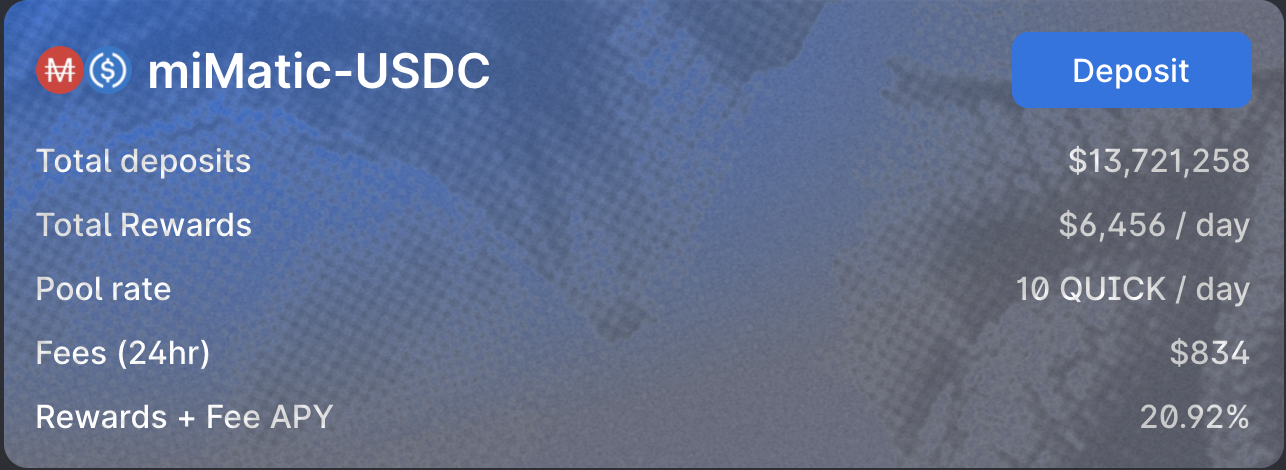 miMatic-USDC
Deposit
Total deposits $13,721,258
Total Rewards $6,456 / day
Pool rate 10 QUICK / day
Fees (24hr) $834
Rewards + Fee APY 20.92%